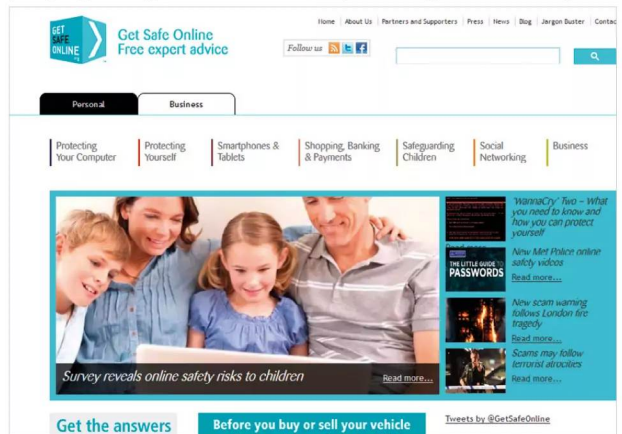 Home
About Us
Partners and Supporters
Press
News
Blog
Jargon Buster
Contac
GET
SAFE
ONLINE
Get Safe Online
Free expert advice
Follow us
Personal
Business
Protecting
Your Computer
Protecting
Yourself
Smartphones &
Tablets
Shopping, Banking
& Payments
Safeguarding
Children
Social
Networking
Business
'WannaCry' Two – What
you need to know and
how you can protect
yourself
THE LITTLE GUIDE TO
PASSWORDS
New Met Police online
safety videos
Read more...
New scam warning
follows London fire
tragedy
Read more...
Scams may follow
terrorist atrocities
Read more...
Survey reveals online safety risks to children
Read more...
Get the answers
Before you buy or sell your vehicle
Tweets by @GetSafeOnline